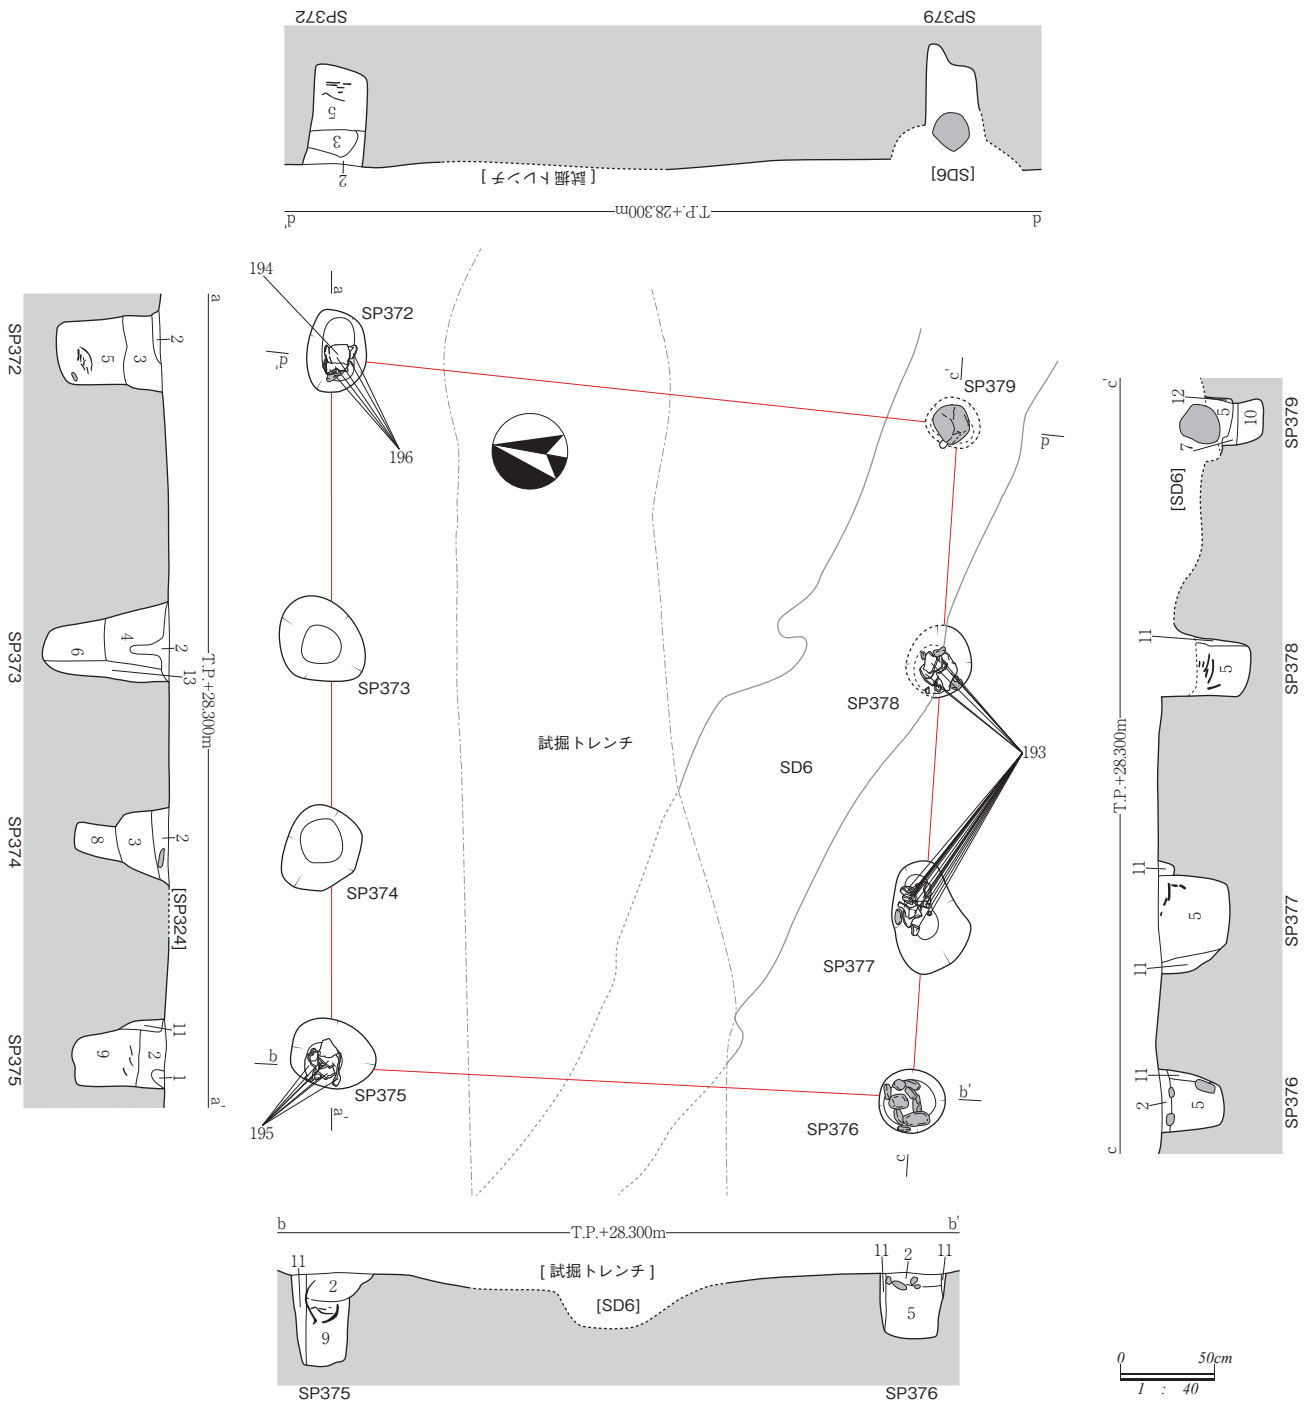 SP372
SP379
5
3
2
[試掘トレンチ]
[SD6]
d'
T.P.+28.300m
d
194
a
SP372
d'
196
c'
SP379
d
SP373
SP378
試掘トレンチ
SD6
193
SP374
SP377
b
SP375
a'
195
SP376
b'
c
a
SP372
5
3
2
SP373
6
4
2
13
T.P.+28.300m
SP374
8
3
2
[SP324]
SP375
9
2
11
1
a'
c'
12
5
10
7
SP379
[SD6]
11
5
SP378
T.P.+28.300m
11
5
11
SP377
11
2
5
SP376
c
b
T.P.+28.300m
b'
11
2
9
[試掘トレンチ]
[SD6]
11
2
11
5
SP375
SP376
0 50cm
1 : 40